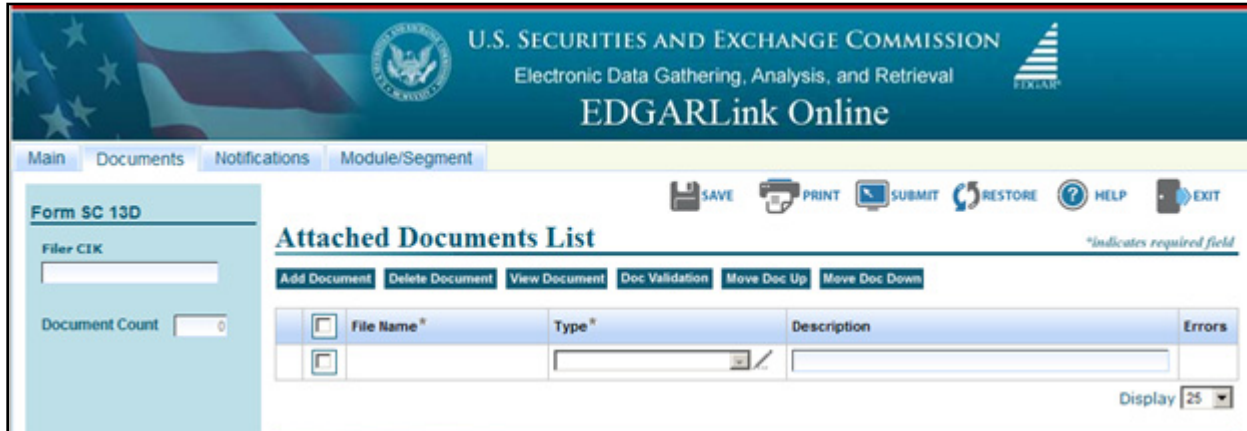 U.S. SECURITIES AND EXCHANGE COMMISSION
Electronic Data Gathering, Analysis, and Retrieval
EDGAR®
EDGARLink Online
Main Documents Notifications Module/Segment
SAVE PRINT SUBMIT RESTORE ? HELP EXIT
Form SC 13D
Attached Documents List
*indicates required field
Filer CIK
Add Document Delete Document View Document Doc Validation Move Doc Up Move Doc Down
Document Count 0
File Name* Type* Description Errors
Display 25